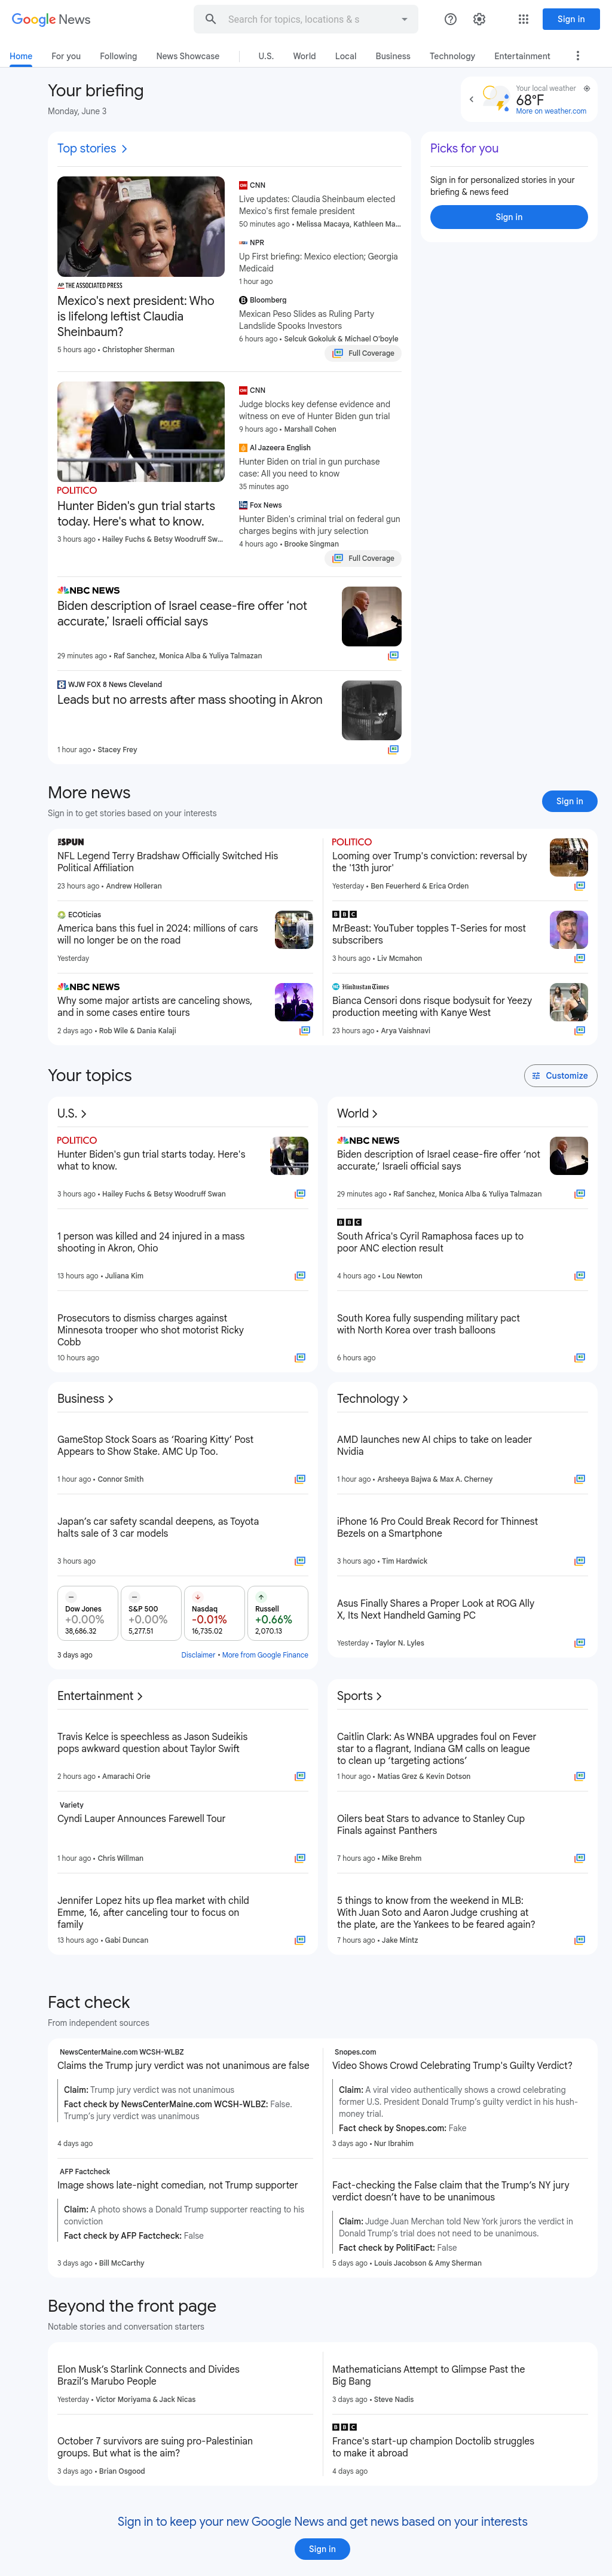 Google News
Search for topics, locations & s
Sign in
Home
For you
Following
News Showcase
U.S.
World
Local
Business
Technology
Entertainment
Your briefing
Monday, June 3
Your local weather
68°F
More on weather.com
Top stories
Picks for you
Sign in for personalized stories in your
briefing & news feed
Sign in
AP THE ASSOCIATED PRESS
Mexico's next president: Who
is lifelong leftist Claudia
Sheinbaum?
5 hours ago • Christopher Sherman
CNN
Live updates: Claudia Sheinbaum elected
Mexico's first female president
50 minutes ago • Melissa Macaya, Kathleen Ma...
NPR
Up First briefing: Mexico election; Georgia
Medicaid
1 hour ago
Bloomberg
Mexican Peso Slides as Ruling Party
Landslide Spooks Investors
6 hours ago • Selcuk Gokoluk & Michael O'boyle
Full Coverage
POLICE
POLITICO
Hunter Biden's gun trial starts
today. Here's what to know.
3 hours ago • Hailey Fuchs & Betsy Woodruff Sw...
CNN
Judge blocks key defense evidence and
witness on eve of Hunter Biden gun trial
9 hours ago • Marshall Cohen
Al Jazeera English
Hunter Biden on trial in gun purchase
case: All you need to know
35 minutes ago
Fox News
Hunter Biden's criminal trial on federal gun
charges begins with jury selection
4 hours ago • Brooke Singman
Full Coverage
NBC NEWS
Biden description of Israel cease-fire offer ‘not
accurate,’ Israeli official says
29 minutes ago • Raf Sanchez, Monica Alba & Yuliya Talmazan
WJW FOX 8 News Cleveland
Leads but no arrests after mass shooting in Akron
1 hour ago • Stacey Frey
More news
Sign in to get stories based on your interests
Sign in
THE SPUN
NFL Legend Terry Bradshaw Officially Switched His
Political Affiliation
23 hours ago • Andrew Holleran
ECOticias
America bans this fuel in 2024: millions of cars
will no longer be on the road
Yesterday
NBC NEWS
Why some major artists are canceling shows,
and in some cases entire tours
2 days ago • Rob Wile & Dania Kalaji
POLITICO
Looming over Trump's conviction: reversal by
the '13th juror'
Yesterday • Ben Feuerherd & Erica Orden
BBC
MrBeast: YouTuber topples T-Series for most
subscribers
3 hours ago • Liv Mcmahon
Hindustan Times
Bianca Censori dons risque bodysuit for Yeezy
production meeting with Kanye West
23 hours ago • Arya Vaishnavi
Your topics
Customize
U.S.
POLITICO
Hunter Biden's gun trial starts today. Here's
what to know.
3 hours ago • Hailey Fuchs & Betsy Woodruff Swan
1 person was killed and 24 injured in a mass
shooting in Akron, Ohio
13 hours ago • Juliana Kim
Prosecutors to dismiss charges against
Minnesota trooper who shot motorist Ricky
Cobb
10 hours ago
World
NBC NEWS
Biden description of Israel cease-fire offer ‘not
accurate,’ Israeli official says
29 minutes ago • Raf Sanchez, Monica Alba & Yuliya Talmazan
BBC
South Africa's Cyril Ramaphosa faces up to
poor ANC election result
4 hours ago • Lou Newton
South Korea fully suspending military pact
with North Korea over trash balloons
6 hours ago
Business
GameStop Stock Soars as ‘Roaring Kitty’ Post
Appears to Show Stake. AMC Up Too.
1 hour ago • Connor Smith
Japan’s car safety scandal deepens, as Toyota
halts sale of 3 car models
3 hours ago
Dow Jones
+0.00%
38,686.32
S&P 500
+0.00%
5,277.51
Nasdaq
-0.01%
16,735.02
Russell
+0.66%
2,070.13
3 days ago
Disclaimer • More from Google Finance
Technology
AMD launches new AI chips to take on leader
Nvidia
1 hour ago • Arsheeya Bajwa & Max A. Cherney
iPhone 16 Pro Could Break Record for Thinnest
Bezels on a Smartphone
3 hours ago • Tim Hardwick
Asus Finally Shares a Proper Look at ROG Ally
X, Its Next Handheld Gaming PC
Yesterday • Taylor N. Lyles
Entertainment
Travis Kelce is speechless as Jason Sudeikis
pops awkward question about Taylor Swift
2 hours ago • Amarachi Orie
Variety
Cyndi Lauper Announces Farewell Tour
1 hour ago • Chris Willman
Jennifer Lopez hits up flea market with child
Emme, 16, after canceling tour to focus on
family
13 hours ago • Gabi Duncan
Sports
Caitlin Clark: As WNBA upgrades foul on Fever
star to a flagrant, Indiana GM calls on league
to clean up ‘targeting actions’
1 hour ago • Matias Grez & Kevin Dotson
Oilers beat Stars to advance to Stanley Cup
Finals against Panthers
7 hours ago • Mike Brehm
5 things to know from the weekend in MLB:
With Juan Soto and Aaron Judge crushing at
the plate, are the Yankees to be feared again?
7 hours ago • Jake Mintz
Fact check
From independent sources
NewsCenterMaine.com WCSH-WLBZ
Claims the Trump jury verdict was not unanimous are false
Claim: Trump jury verdict was not unanimous
Fact check by NewsCenterMaine.com WCSH-WLBZ: False.
Trump’s jury verdict was unanimous
4 days ago
AFP Factcheck
Image shows late-night comedian, not Trump supporter
Claim: A photo shows a Donald Trump supporter reacting to his
conviction
Fact check by AFP Factcheck: False
3 days ago • Bill McCarthy
Snopes.com
Video Shows Crowd Celebrating Trump's Guilty Verdict?
Claim: A viral video authentically shows a crowd celebrating
former U.S. President Donald Trump’s guilty verdict in his hush-
money trial.
Fact check by Snopes.com: Fake
3 days ago • Nur Ibrahim
Fact-checking the False claim that the Trump’s NY jury
verdict doesn’t have to be unanimous
Claim: Judge Juan Merchan told New York jurors the verdict in
Donald Trump’s trial does not need to be unanimous.
Fact check by PolitiFact: False
5 days ago • Louis Jacobson & Amy Sherman
Beyond the front page
Notable stories and conversation starters
Elon Musk’s Starlink Connects and Divides
Brazil’s Marubo People
Yesterday • Victor Moriyama & Jack Nicas
October 7 survivors are suing pro-Palestinian
groups. But what is the aim?
3 days ago • Brian Osgood
Mathematicians Attempt to Glimpse Past the
Big Bang
3 days ago • Steve Nadis
BBC
France's start-up champion Doctolib struggles
to make it abroad
4 days ago
Sign in to keep your new Google News and get news based on your interests
Sign in